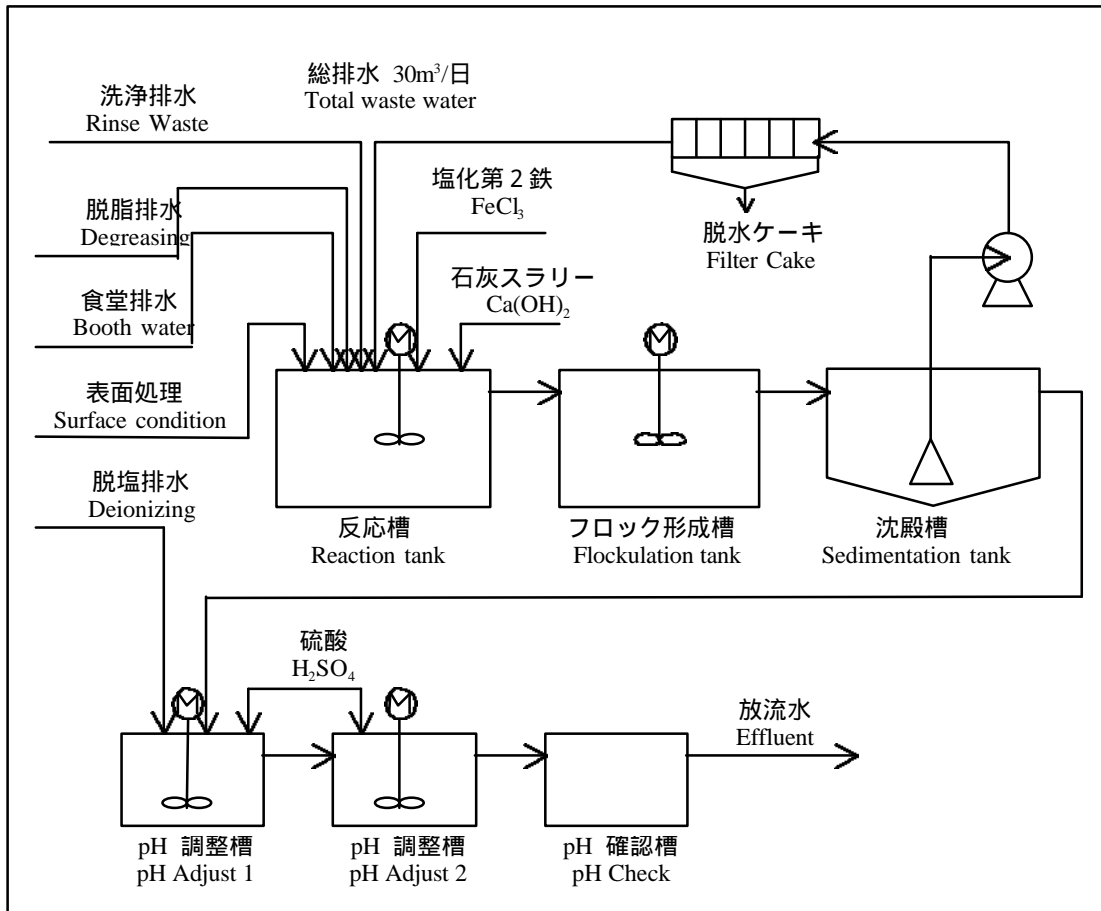 総排水 30m³/日
Total waste water
洗浄排水
Rinse Waste
脱脂排水
Degreasing
食堂排水
Booth water
表面処理
Surface condition
脱塩排水
Deionizing
塩化第2鉄
FeCl₃
石灰スラリー
Ca(OH)₂
脱水ケーキ
Filter Cake
M
M
反応槽
Reaction tank
フロック形成槽
Flockulation tank
沈殿槽
Sedimentation tank
硫酸
H₂SO₄
M
M
放流水
Effluent
pH 調整槽
pH Adjust 1
pH 調整槽
pH Adjust 2
pH 確認槽
pH Check